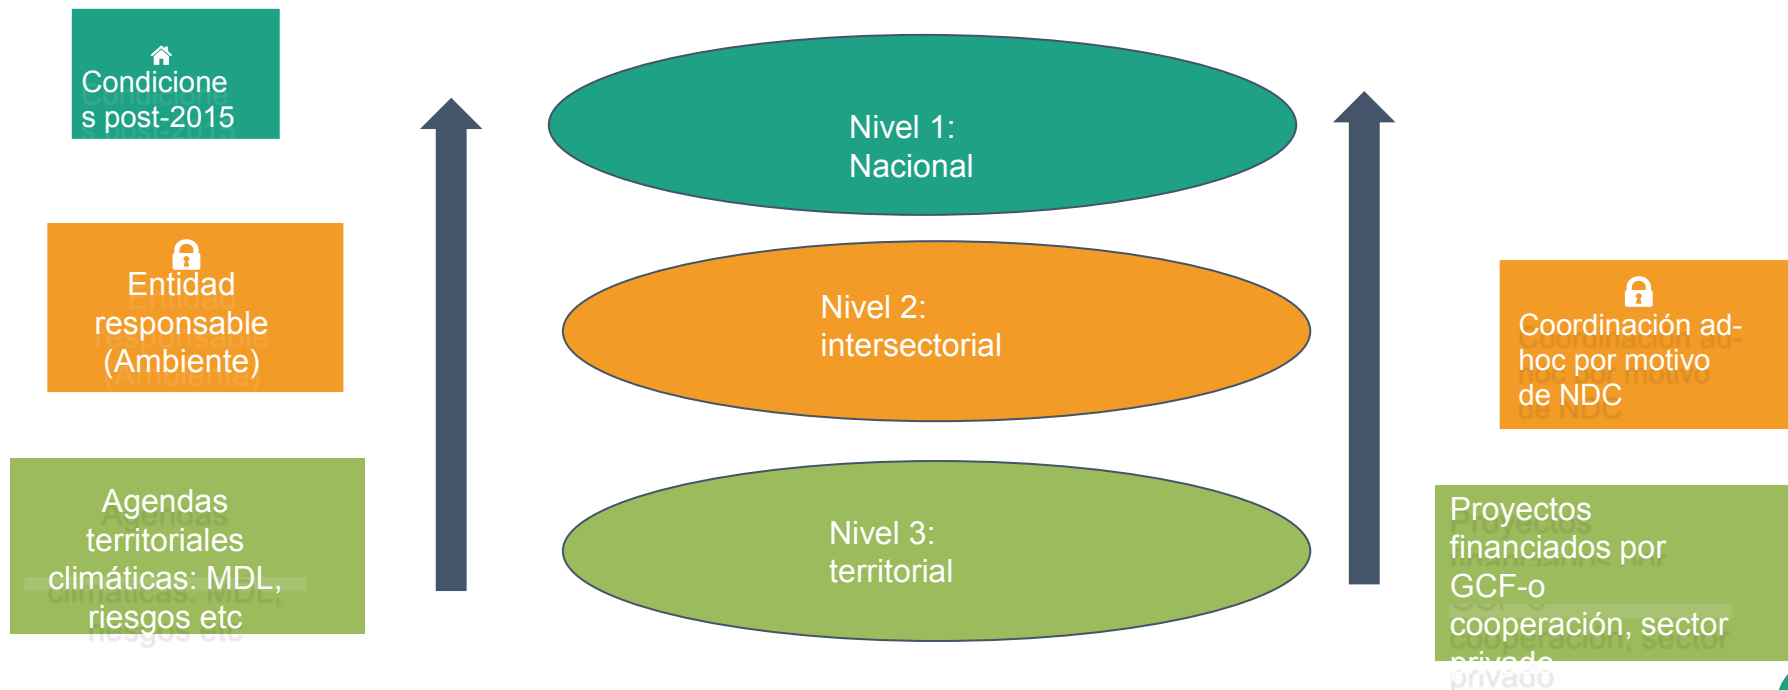 Condicione
s post-2015
Nivel 1:
Nacional
Entidad
responsable
(Ambiente)
Nivel 2:
intersectorial
Coordinación ad-
hoc por motivo
de NDC
Agendas
territoriales
climáticas: MDL,
riesgos etc
Nivel 3:
territorial
Proyectos
financiados por
GCF-o
cooperación, sector
privado